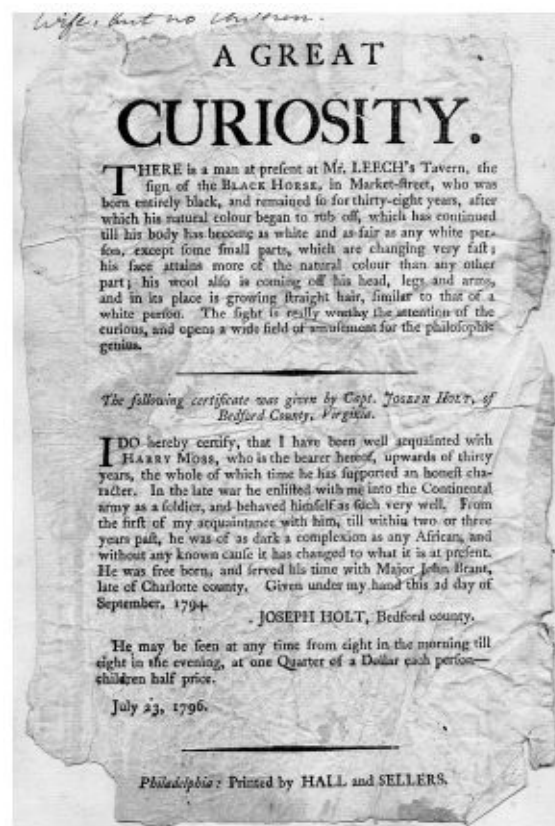 Wife, but no Children.
A GREAT
CURIOSITY.
THERE is a man at present at Mr. LEECH's Tavern, the
sign of the BLACK HORSE, in Market-ſtreet, who was
born entirely black, and remained ſo for thirty-eight years, after
which his natural colour began to rub off, which has continued
till his body has become as white and as fair as any white per-
ſon, except ſome ſmall parts, which are changing very faſt;
his face attains more of the natural colour than any other
part; his wool alſo is coming off his head, legs and arms,
and in its place is growing ſtraight hair, ſimilar to that of a
white perſon. The ſight is really worthy the attention of the
curious, and opens a wide field of amuſement for the philoſophic
genius.
The following certificate was given by Capt. JOSEPH HOLT, of
Bedford County, Virginia.
I DO hereby certify, that I have been well acquainted with
HARRY MOSS, who is the bearer hereof, upwards of thirty
years, the whole of which time he has ſupported an honeſt cha-
racter. In the late war he enliſted with me into the Continental
army as a ſoldier, and behaved himſelf as ſuch very well. From
the firſt of my acquaintance with him, till within two or three
years paſt, he was of as dark a complexion as any African, and
without any known cauſe it has changed to what it is at preſent.
He was free born, and ſerved his time with Major John Brant,
late of Charlotte county. Given under my hand this 2d day of
September, 1794.
JOSEPH HOLT, Bedford county.
He may be ſeen at any time from eight in the morning till
eight in the evening, at one Quarter of a Dollar each perſon—
children half price.
July 23, 1796.
Philadelphia: Printed by HALL and SELLERS.